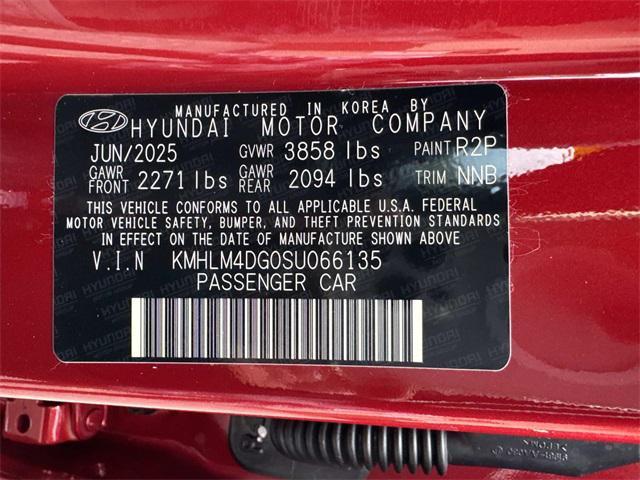 MANUFACTURED IN KOREA BY
HYUNDAI MOTOR COMPANY
JUN/2025 GVWR 3858 lbs PAINT R2P
GAWR FRONT 2271 lbs GAWR REAR 2094 lbs TRIM NNB
THIS VEHICLE CONFORMS TO ALL APPLICABLE U.S.A. FEDERAL
MOTOR VEHICLE SAFETY, BUMPER, AND THEFT PREVENTION STANDARDS
IN EFFECT ON THE DATE OF MANUFACTURE SHOWN ABOVE
V.I.N KMHLM4DG0SU066135
PASSENGER CAR